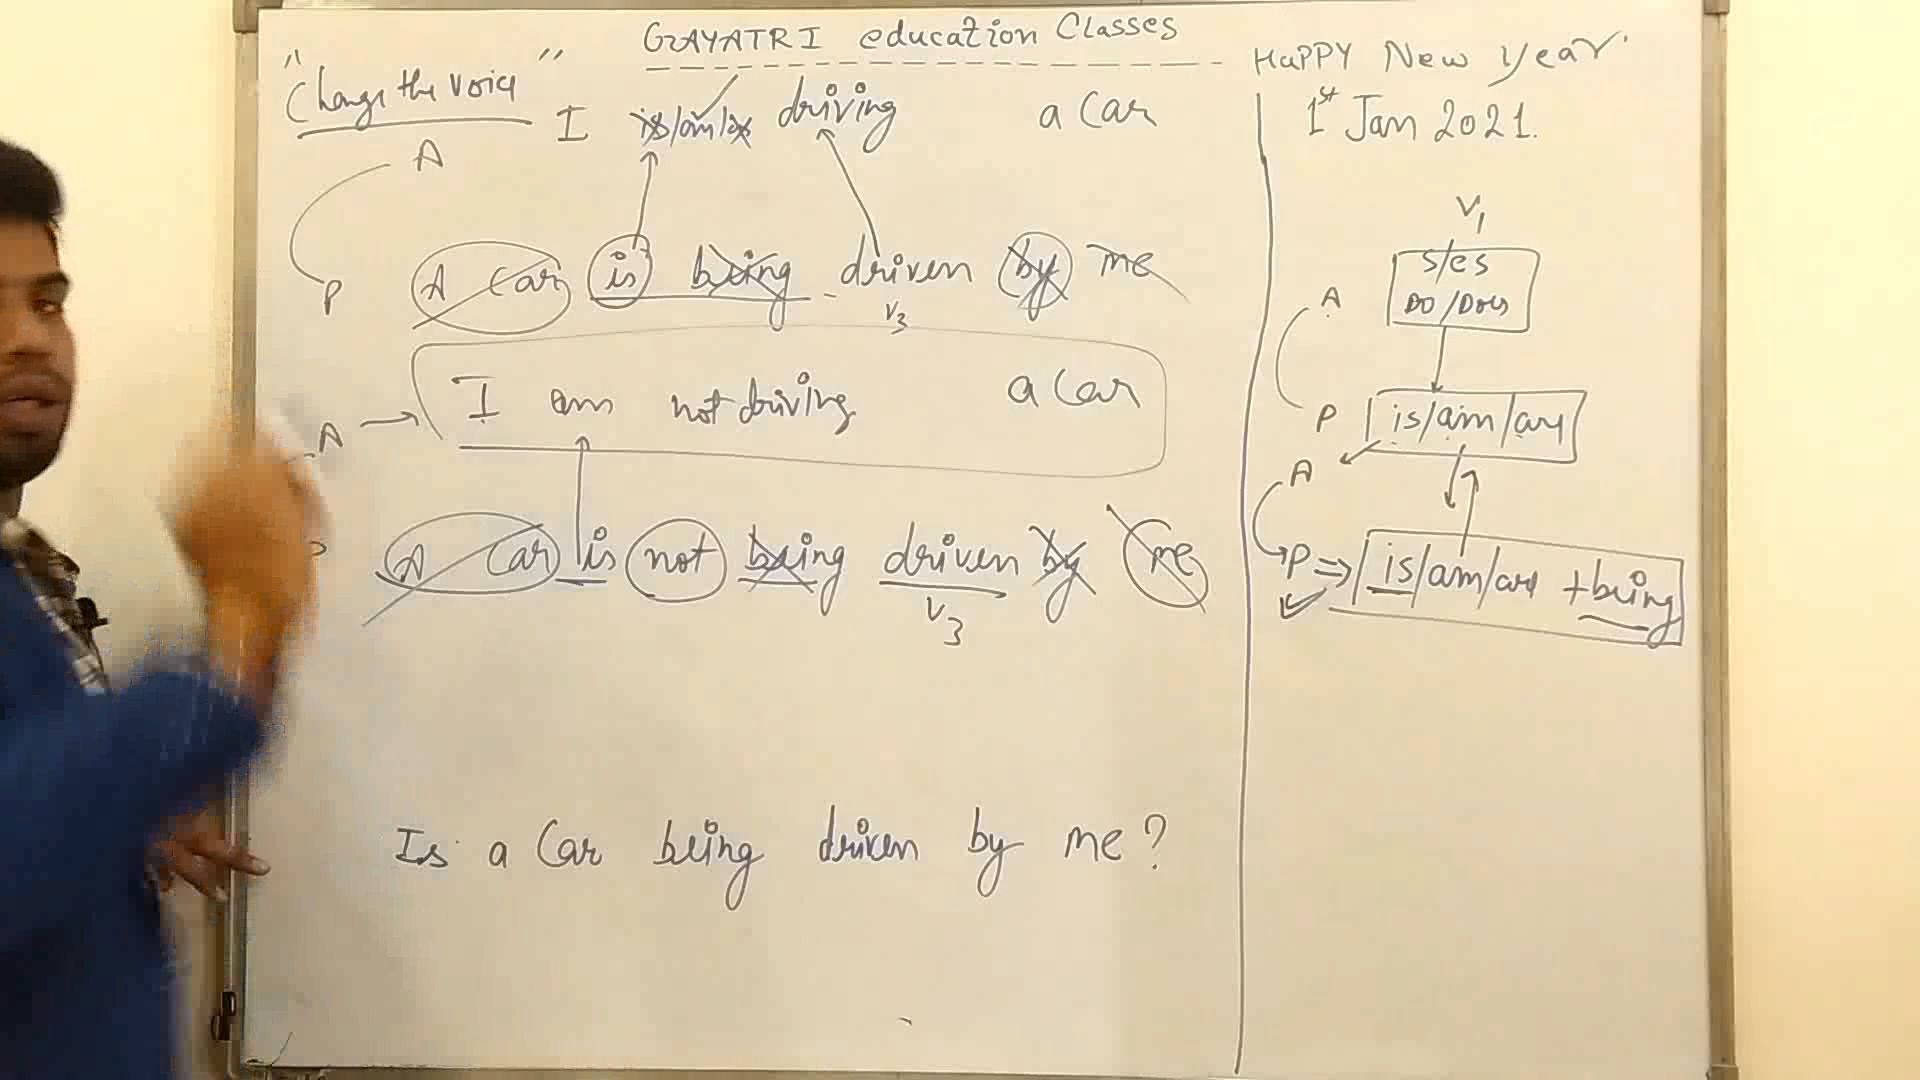 GAYATRI education Classes
"Change the voice"
I is/am/are driving a Car
A
P A Car is being driven by me
V3
A → I am not driving a Car
A Car is not being driven by me
V3
Is a Car being driven by me?
HaPPY New Year
1st Jan 2021.
V1
s/es
A DO/Does
P is/am/are
A
P ⇒ is/am/are +being